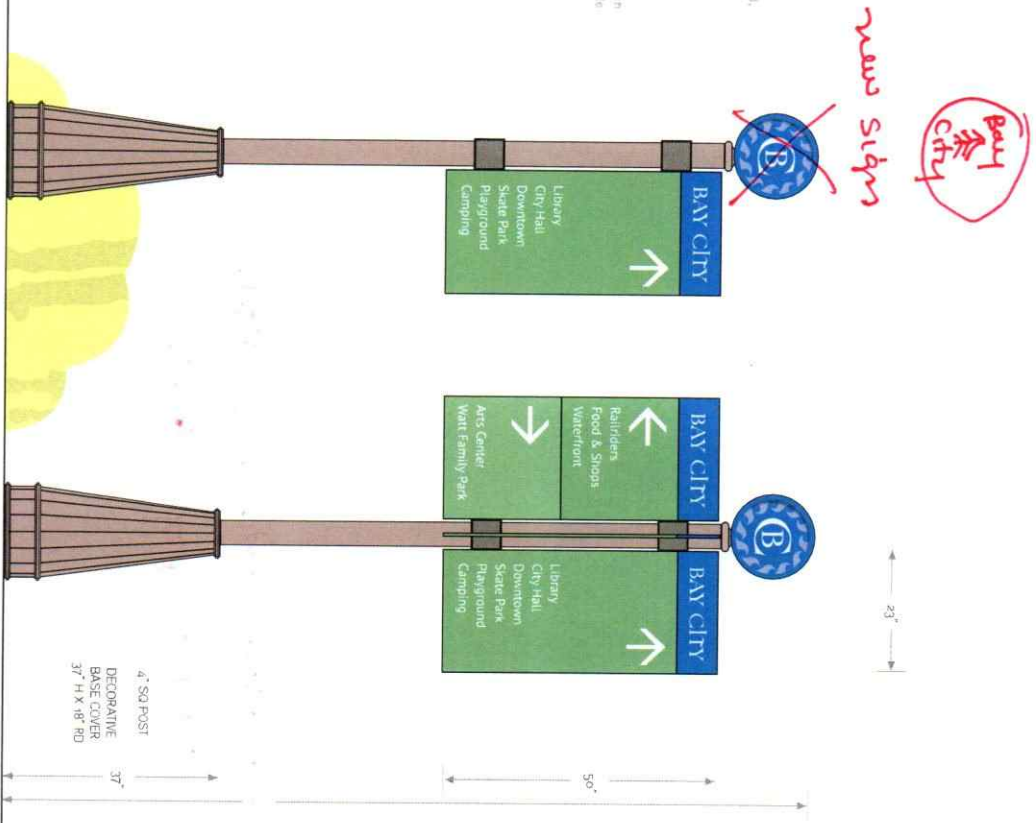 Bay
City
new sign
BC
BAY CITY
Library
City Hall
Downtown
Skate Park
Playground
Camping
BC
BAY CITY
Railriders
Food & Shops
Waterfront
Arts Center
Watt Family Park
BAY CITY
Library
City Hall
Downtown
Skate Park
Playground
Camping
23"
50"
37"
4" SQ POST
DECORATIVE
BASE COVER
37" H X 18" RD